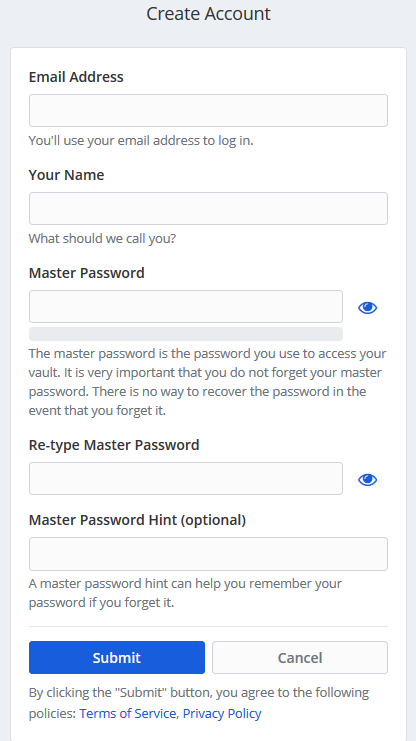 Create Account
Email Address
You'll use your email address to log in.
Your Name
What should we call you?
Master Password
The master password is the password you use to access your
vault. It is very important that you do not forget your master
password. There is no way to recover the password in the
event that you forget it.
Re-type Master Password
Master Password Hint (optional)
A master password hint can help you remember your
password if you forget it.
Submit
Cancel
By clicking the "Submit" button, you agree to the following
policies: Terms of Service, Privacy Policy